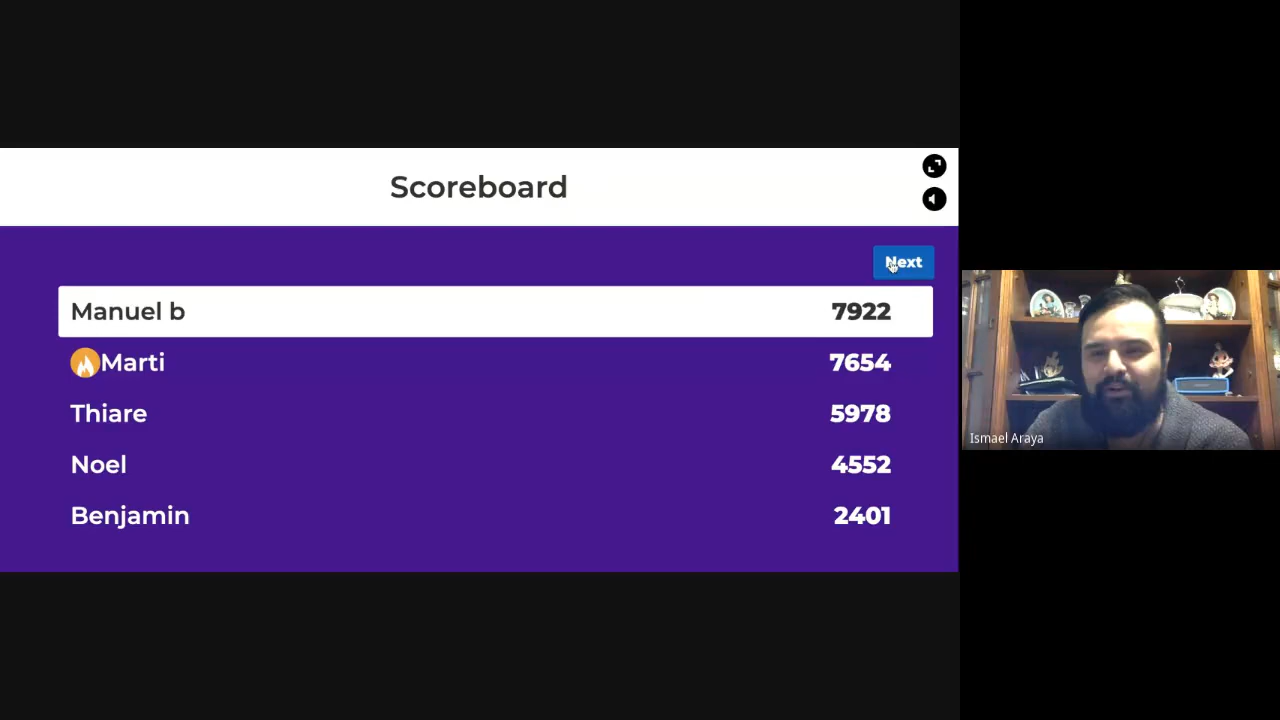 Scoreboard
Next
Manuel b 7922
Marti 7654
Thiare 5978
Noel 4552
Benjamin 2401
Ismael Araya